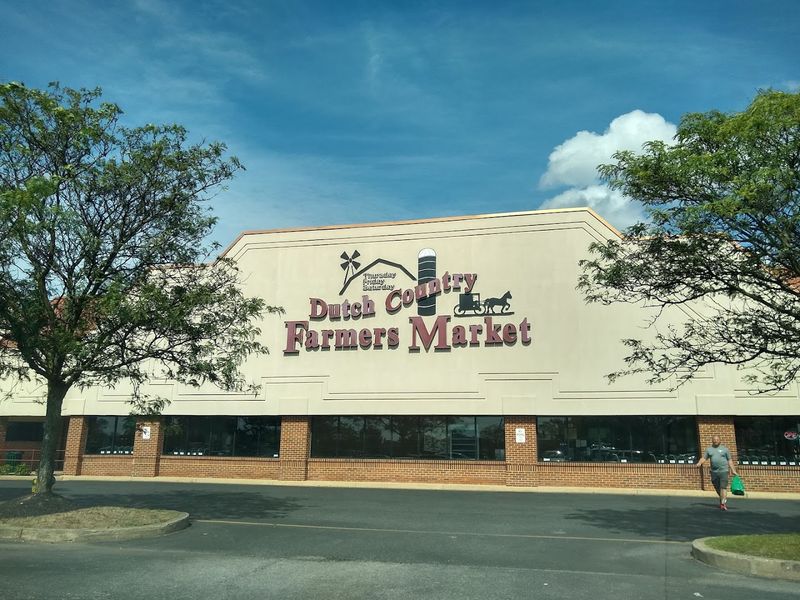 Thursday
Friday
Saturday
Dutch Country
Farmers Market